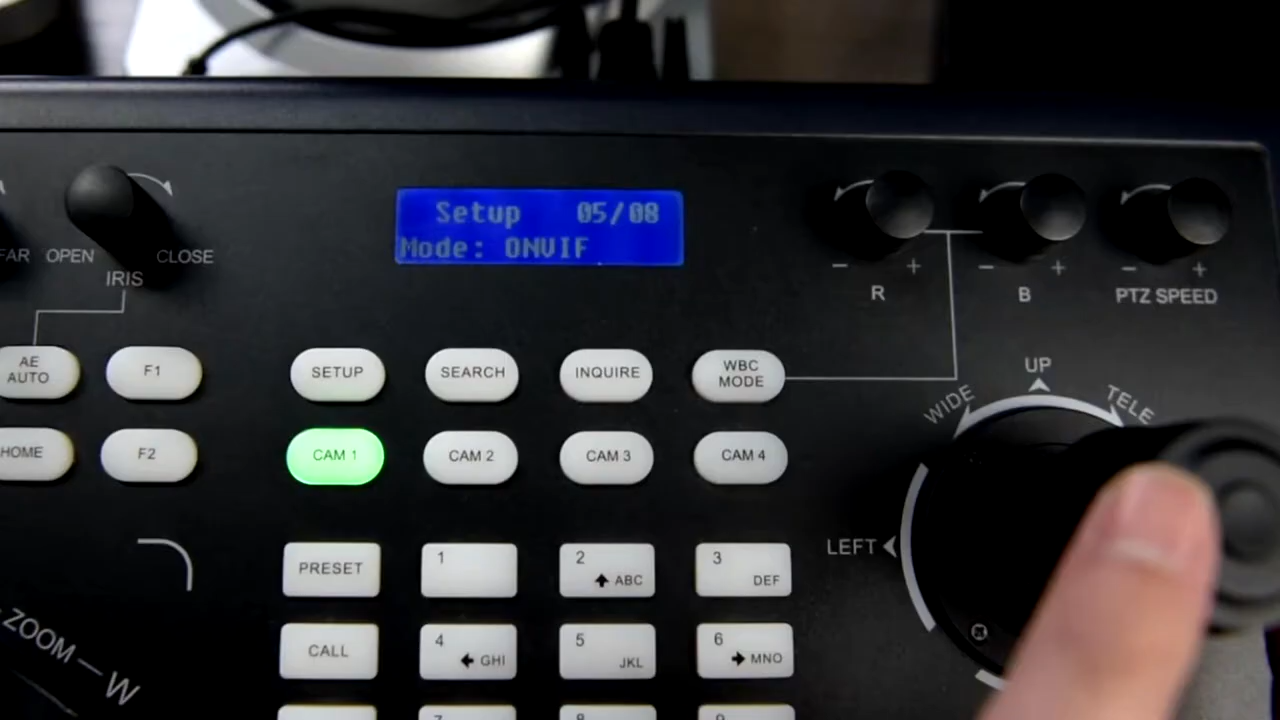 Setup 05/08
Mode: ONVIF
FAR OPEN CLOSE
IRIS
- + R
- + B
- + PTZ SPEED
AE AUTO
F1
SETUP
SEARCH
INQUIRE
WBC MODE
HOME
F2
CAM 1
CAM 2
CAM 3
CAM 4
WIDE
UP
TELE
LEFT
PRESET
1
2 ABC
3 DEF
CALL
4 GHI
5 JKL
6 MNO
ZOOM — W